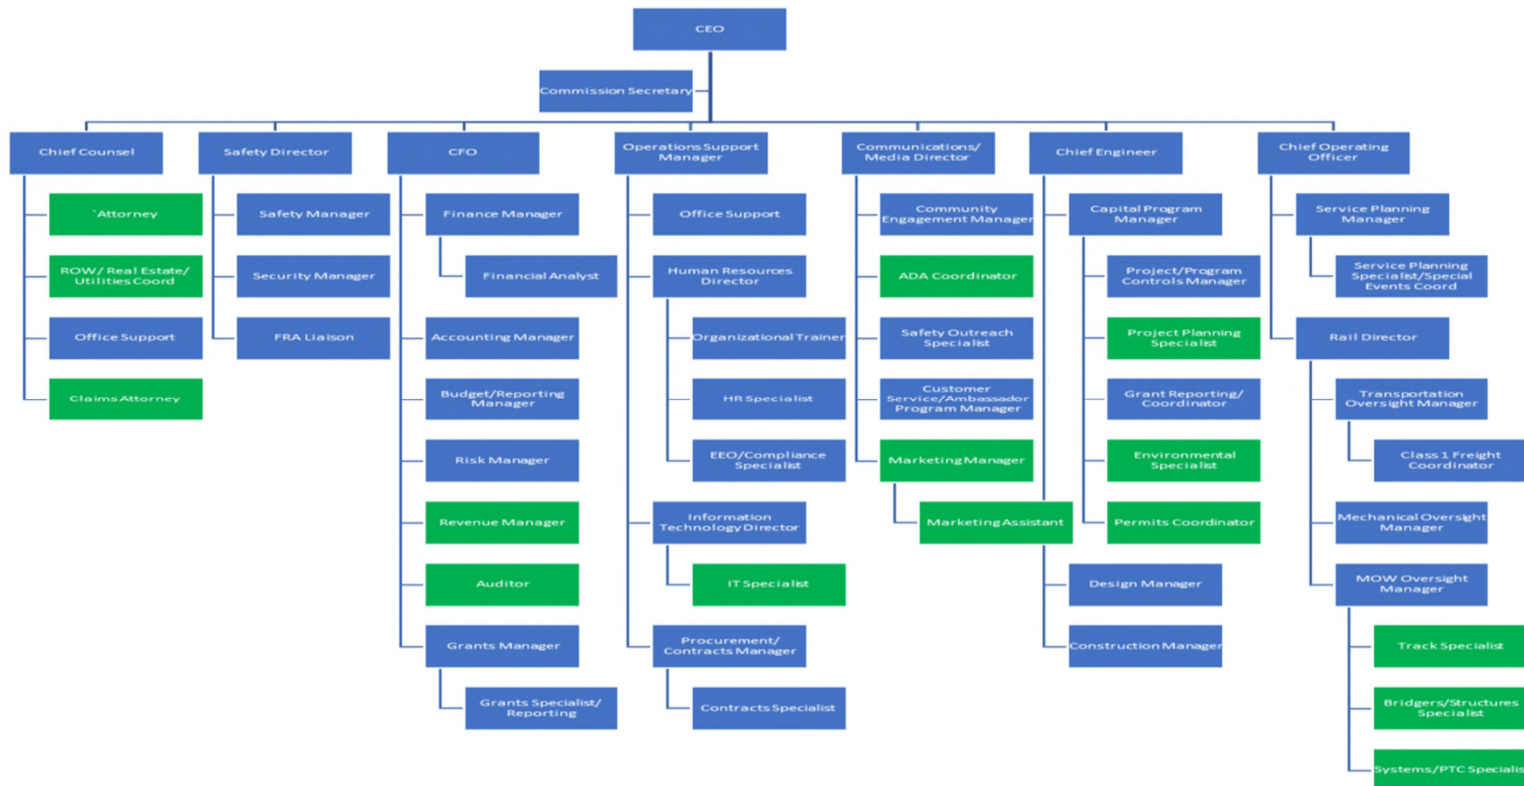 CEO
Commission Secretary
Chief Counsel
Safety Director
CFO
Operations Support
Manager
Communications/
Media Director
Chief Engineer
Chief Operating
Officer
`Attorney
ROW/ Real Estate/
Utilities Coord
Office Support
Claims Attorney
Safety Manager
Security Manager
FRA Liaison
Finance Manager
Financial Analyst
Accounting Manager
Budget/Reporting
Manager
Risk Manager
Revenue Manager
Auditor
Grants Manager
Grants Specialist/
Reporting
Office Support
Human Resources
Director
Organizational Trainer
HR Specialist
EEO/Compliance
Specialist
Information
Technology Director
IT Specialist
Procurement/
Contracts Manager
Contracts Specialist
Community
Engagement Manager
ADA Coordinator
Safety Outreach
Specialist
Customer
Service/Ambassador
Program Manager
Marketing Manager
Marketing Assistant
Capital Program
Manager
Project/Program
Controls Manager
Project Planning
Specialist
Grant Reporting/
Coordinator
Environmental
Specialist
Permits Coordinator
Design Manager
Construction Manager
Service Planning
Manager
Service Planning
Specialist/Special
Events Coord
Rail Director
Transportation
Oversight Manager
Class 1 Freight
Coordinator
Mechanical Oversight
Manager
MOW Oversight
Manager
Track Specialist
Bridgers/Structures
Specialist
Systems/PTC Specialist